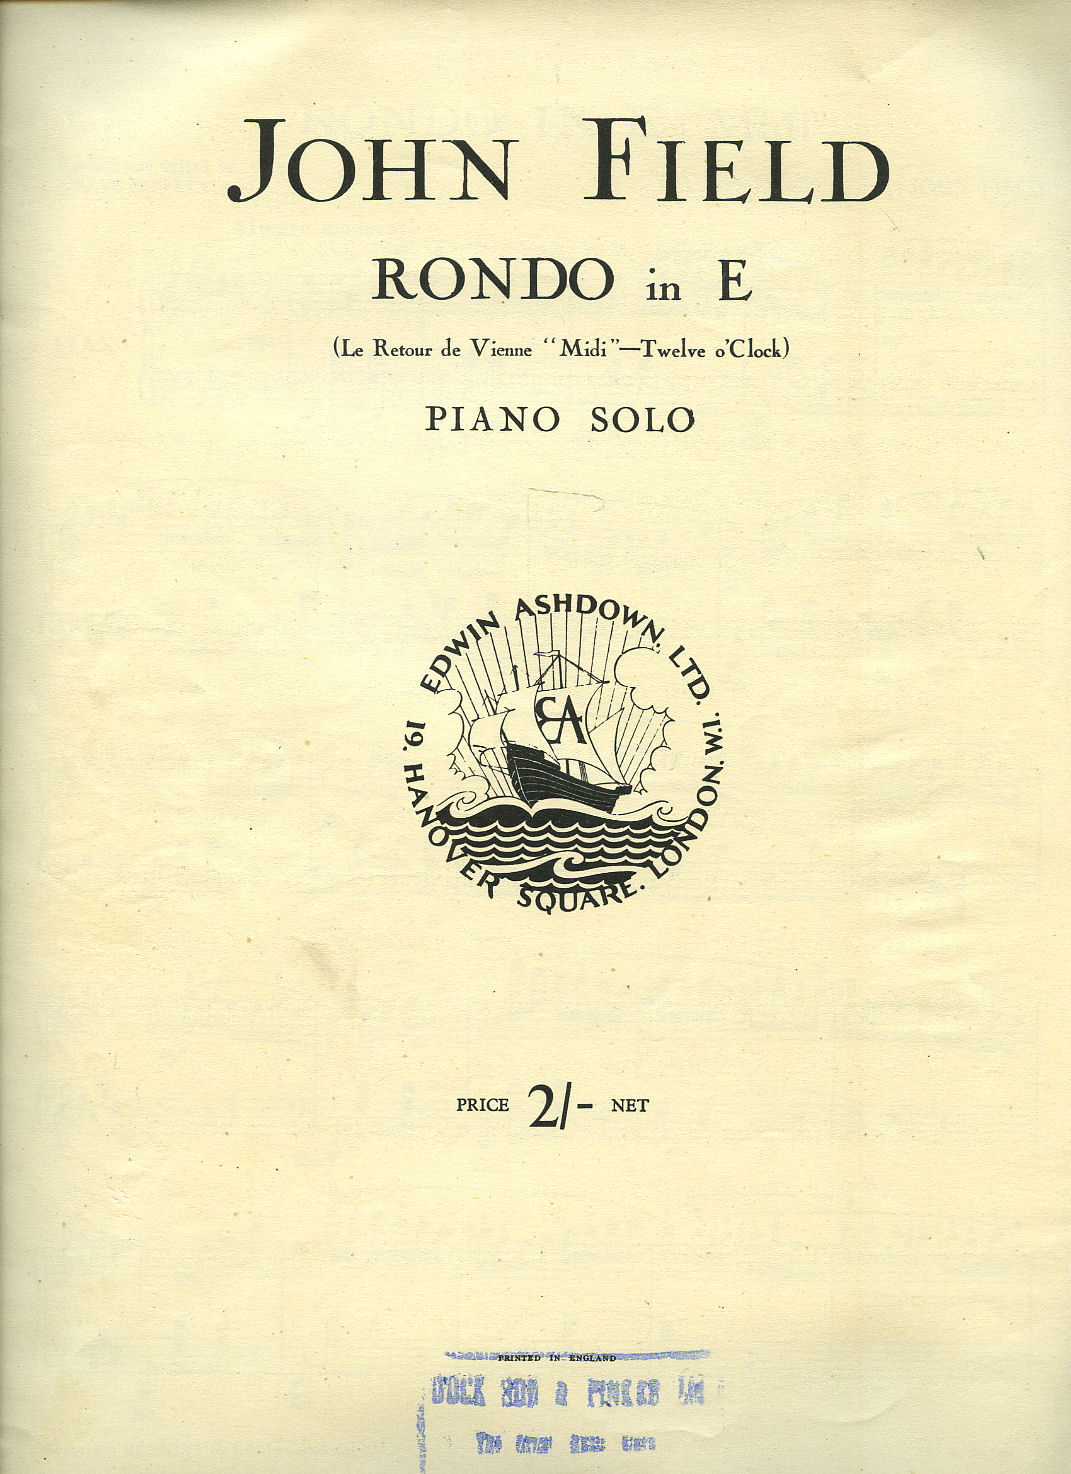 JOHN FIELD
RONDO in E
(Le Retour de Vienne “Midi”—Twelve o'Clock)
PIANO SOLO
EDWIN ASHDOWN, LTD.
19, HANOVER SQUARE, LONDON, W.1.
EA
PRICE 2/- NET
PRINTED IN ENGLAND